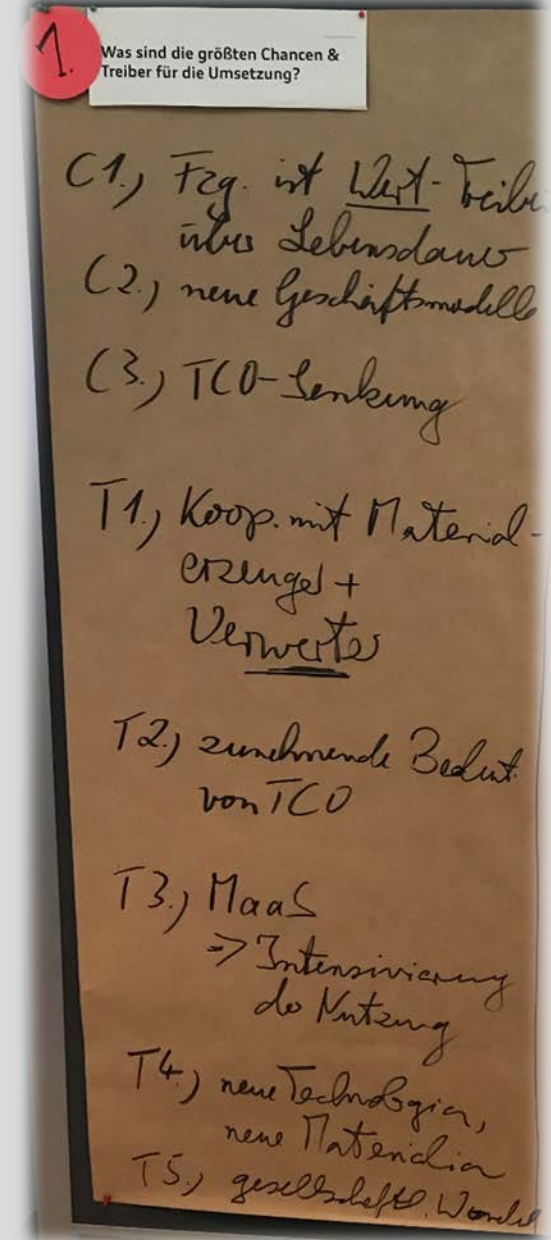 1.
Was sind die größten Chancen &
Treiber für die Umsetzung?
C1.) Fzg. ist Wert-Treiber
über Lebensdauer
C2.) neue Geschäftsmodelle
C3.) TCO-Senkung
T1.) Koop. mit Material-
erzeuger +
Verwerter
T2.) zunehmende Bedeut.
von TCO
T3.) MaaS
=> Intensivierung
der Nutzung
T4.) neue Technologien,
neue Materialien
T5.) gesellschaftl. Wandel